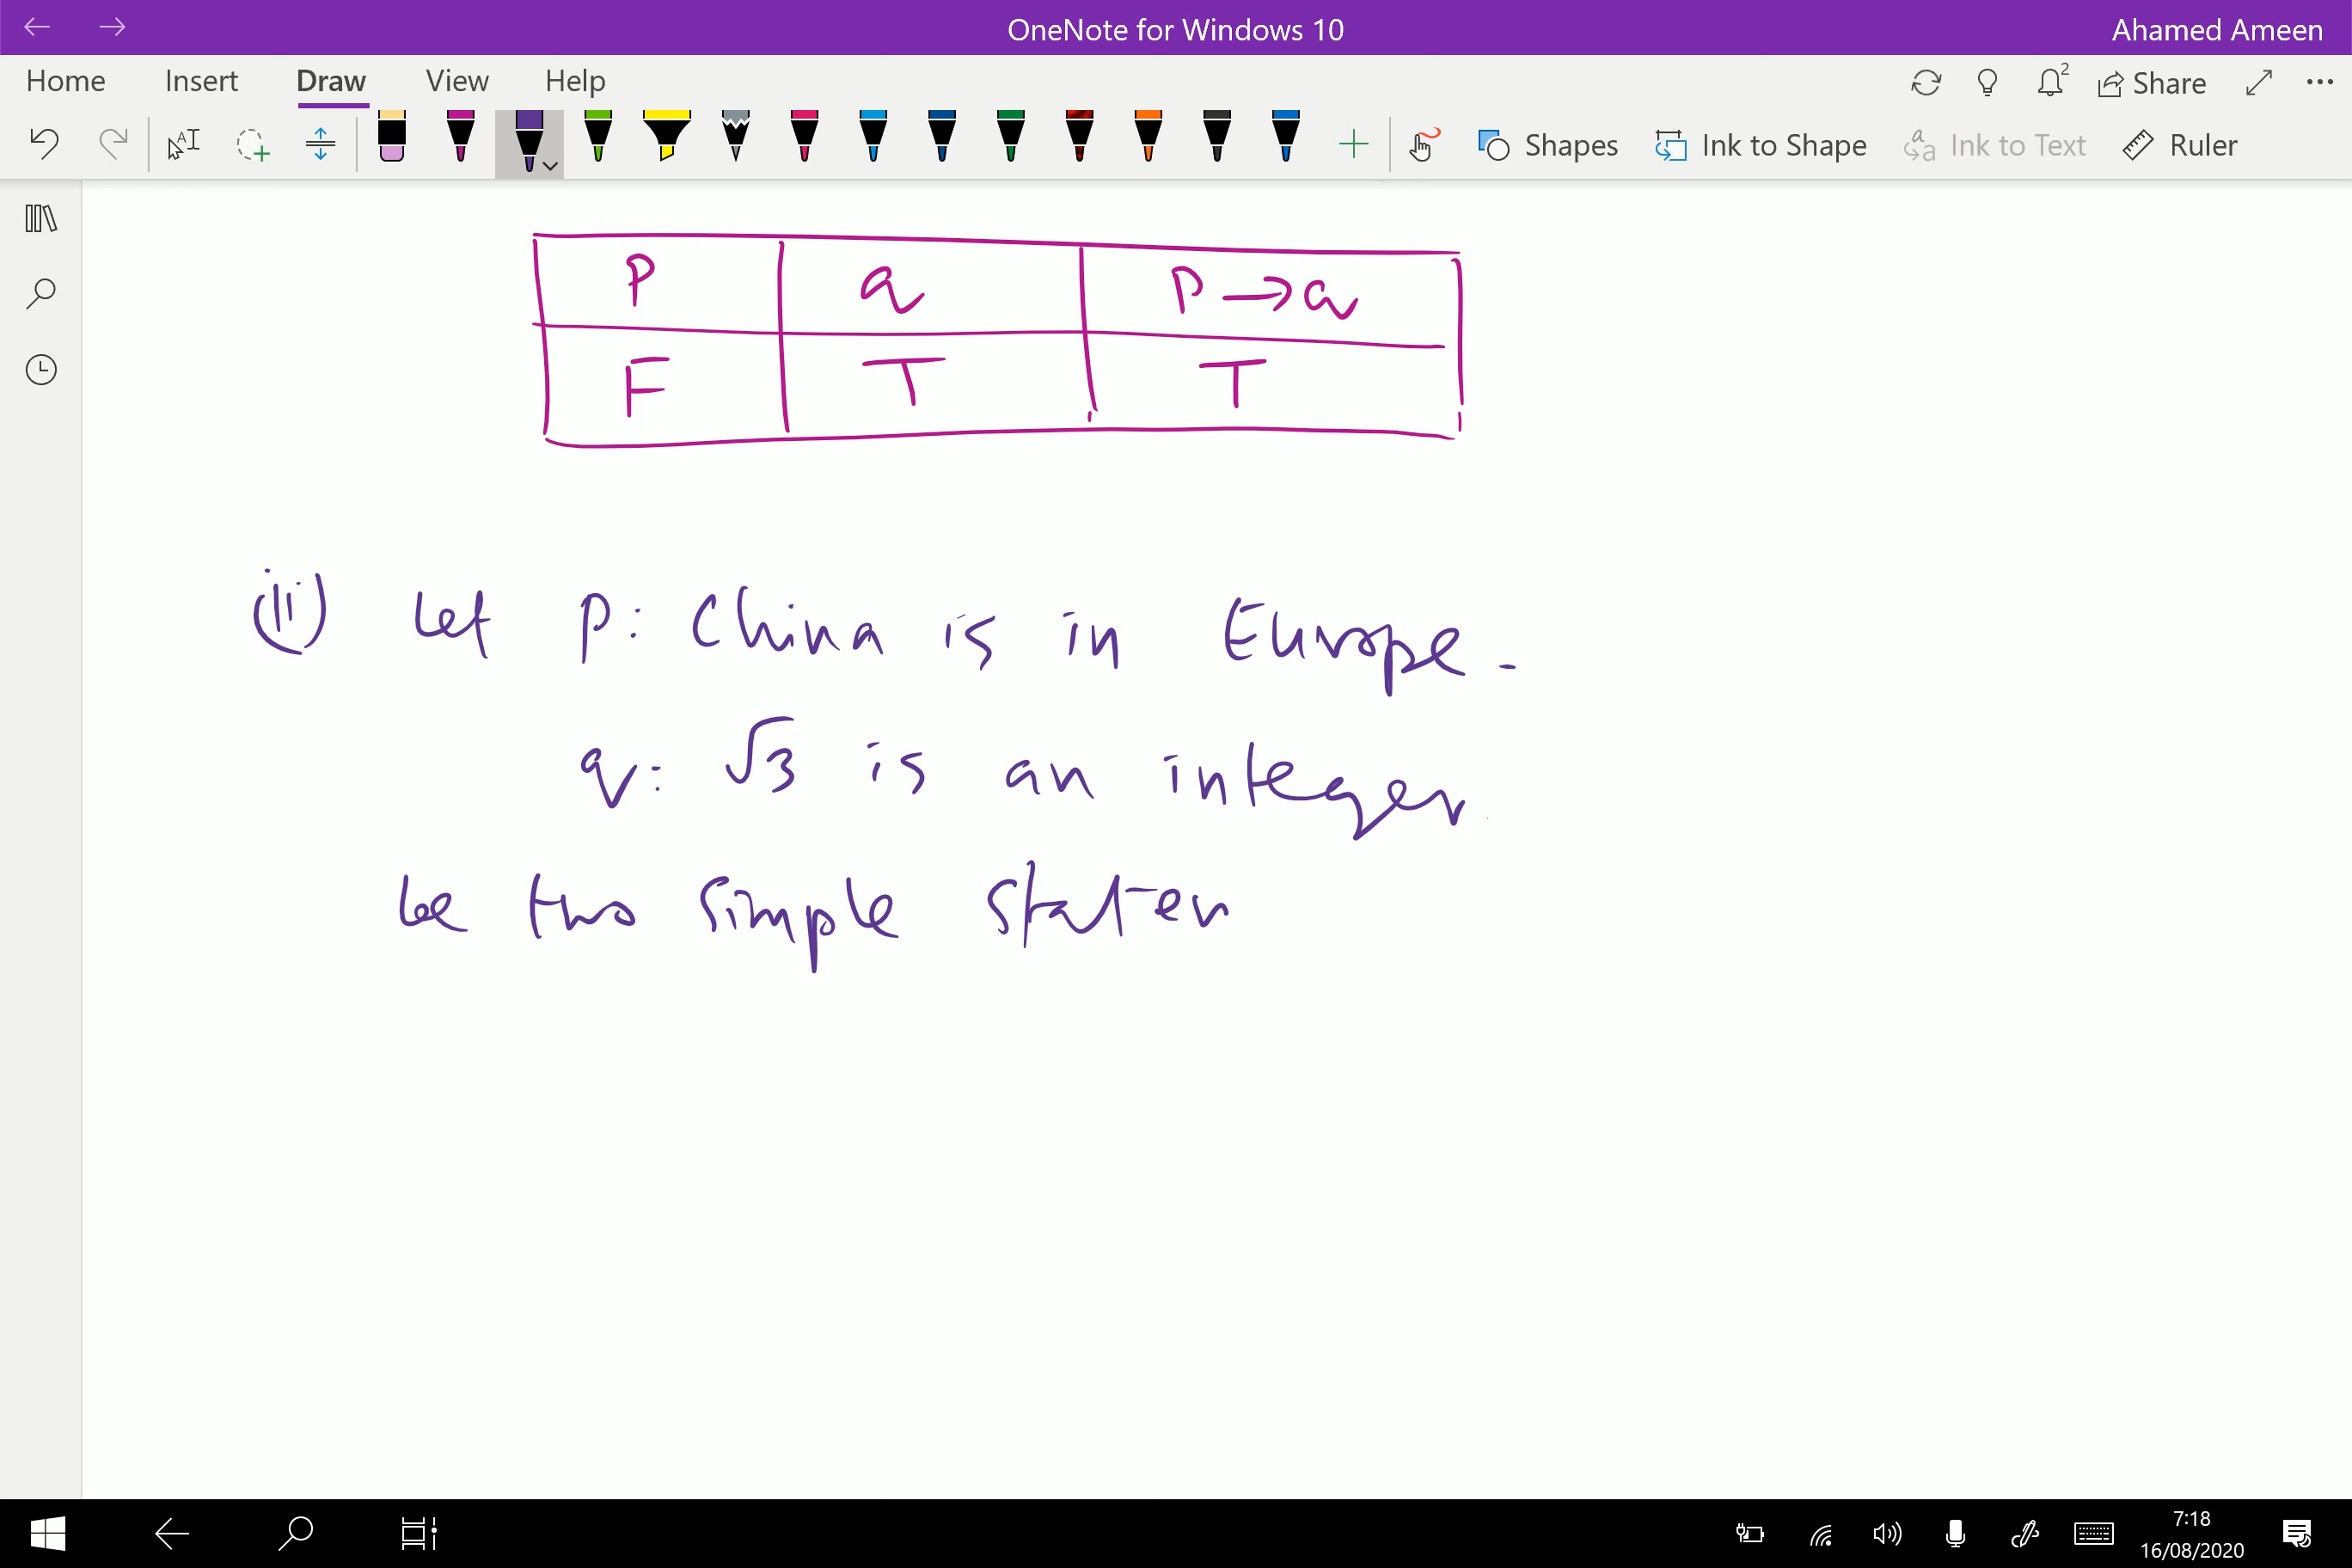 OneNote for Windows 10
Ahamed Ameen
Home Insert Draw View Help
2 Share
Shapes Ink to Shape Ink to Text Ruler
P q P → q
F T T
(ii) Let P: China is in Europe.
q: √3 is an integer.
be two simple statem
7:18
16/08/2020